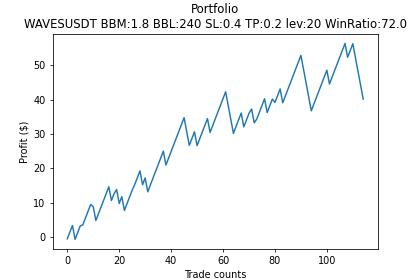 Portfolio
WAVESUSDT BBM:1.8 BBL:240 SL:0.4 TP:0.2 lev:20 WinRatio:72.0
Profit ($)
50
40
30
20
10
0
0 20 40 60 80 100
Trade counts